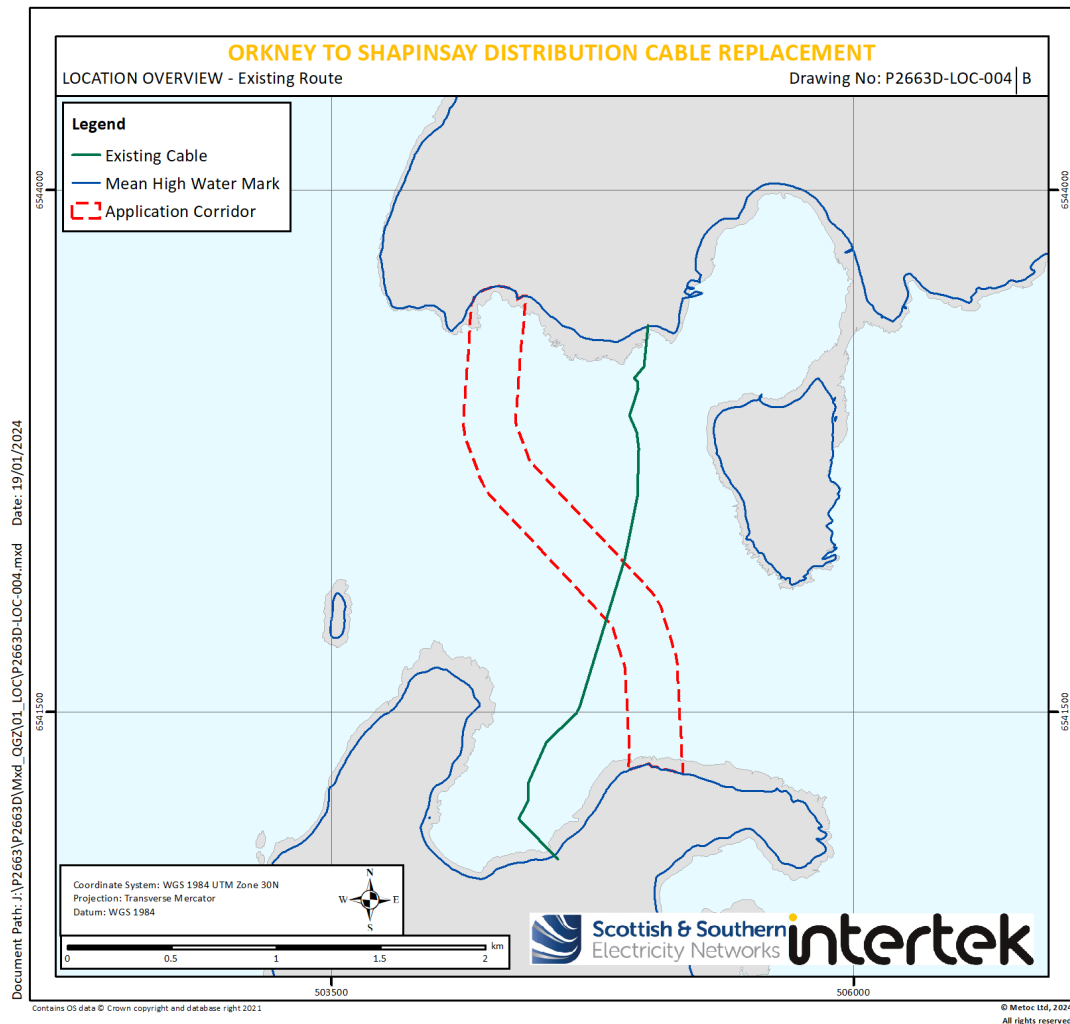 ORKNEY TO SHAPINSAY DISTRIBUTION CABLE REPLACEMENT
LOCATION OVERVIEW - Existing Route
Drawing No: P2663D-LOC-004 B
Legend
Existing Cable
Mean High Water Mark
Application Corridor
6544000
6544000
6541500
6541500
Document Path: J:\P2663\P2663D\Mxd_QGZ\01_LOC\P2663D-LOC-004.mxd Date: 19/01/2024
Coordinate System: WGS 1984 UTM Zone 30N
Projection: Transverse Mercator
Datum: WGS 1984
N
W E
S
km
0 0.5 1 1.5 2
Scottish & Southern
Electricity Networks
intertek
503500
506000
Contains OS data © Crown copyright and database right 2021
© Metoc Ltd, 2024
All rights reserved